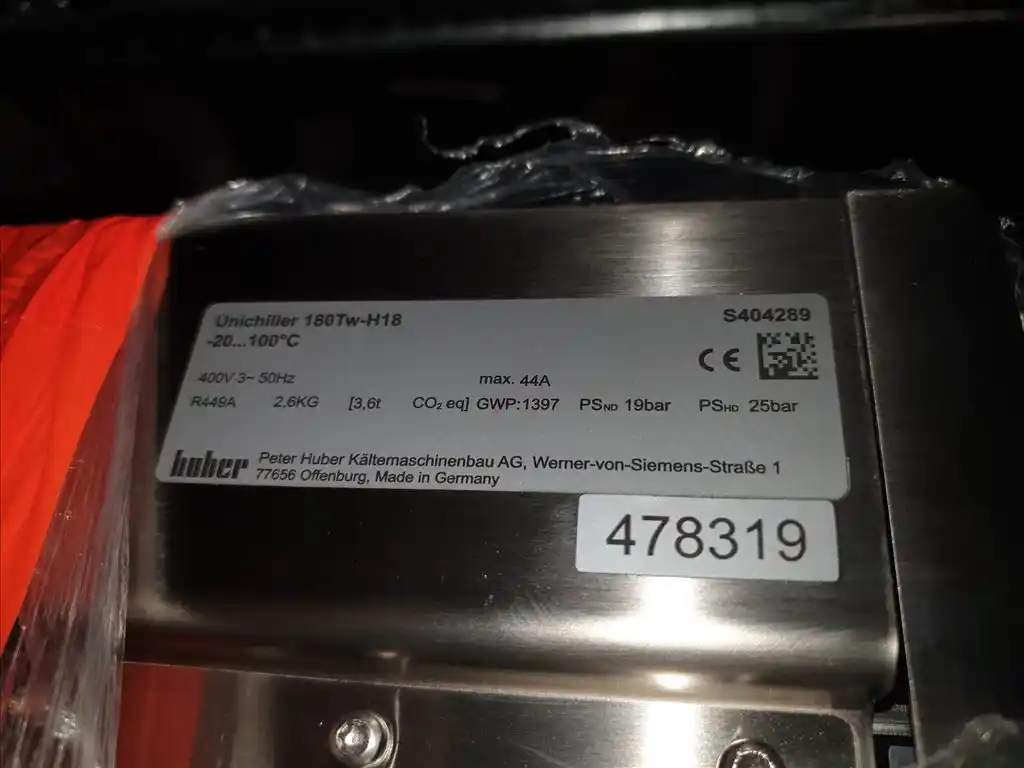 Unichiller 180Tw-H18 S404289
-20...100°C
CE
400V 3~ 50Hz max. 44A
R449A 2,6KG [3,6t CO₂ eq] GWP:1397 PSND 19bar PSHD 25bar
huber Peter Huber Kältemaschinenbau AG, Werner-von-Siemens-Straße 1
77656 Offenburg, Made in Germany
478319